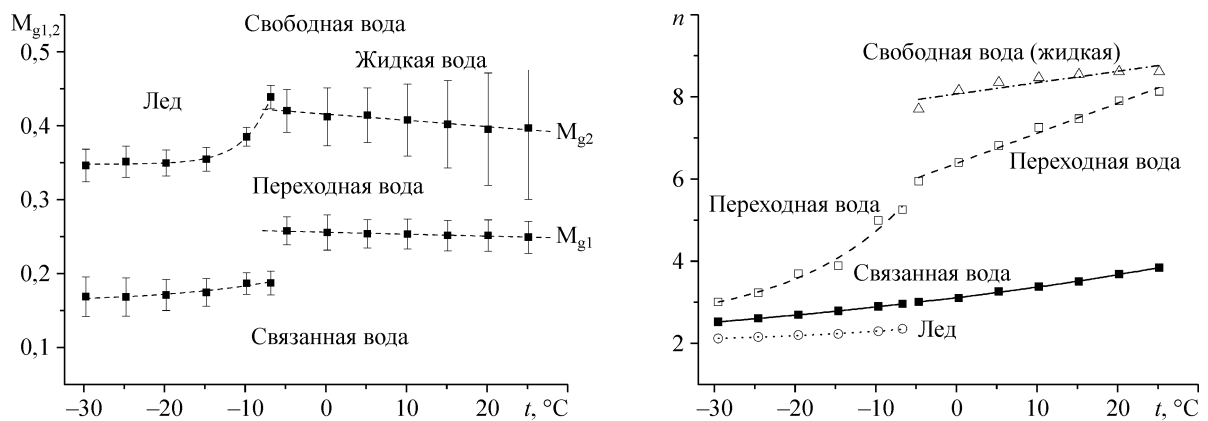 M_g1,2
Свободная вода
0,5
Жидкая вода
Лед
0,4
M_g2
0,3
Переходная вода
M_g1
0,2
Связанная вода
0,1
–30 –20 –10 0 10 20 t, °C
n
Свободная вода (жидкая)
8
Переходная вода
6
Переходная вода
4
Связанная вода
Лед
2
–30 –20 –10 0 10 20 t, °C